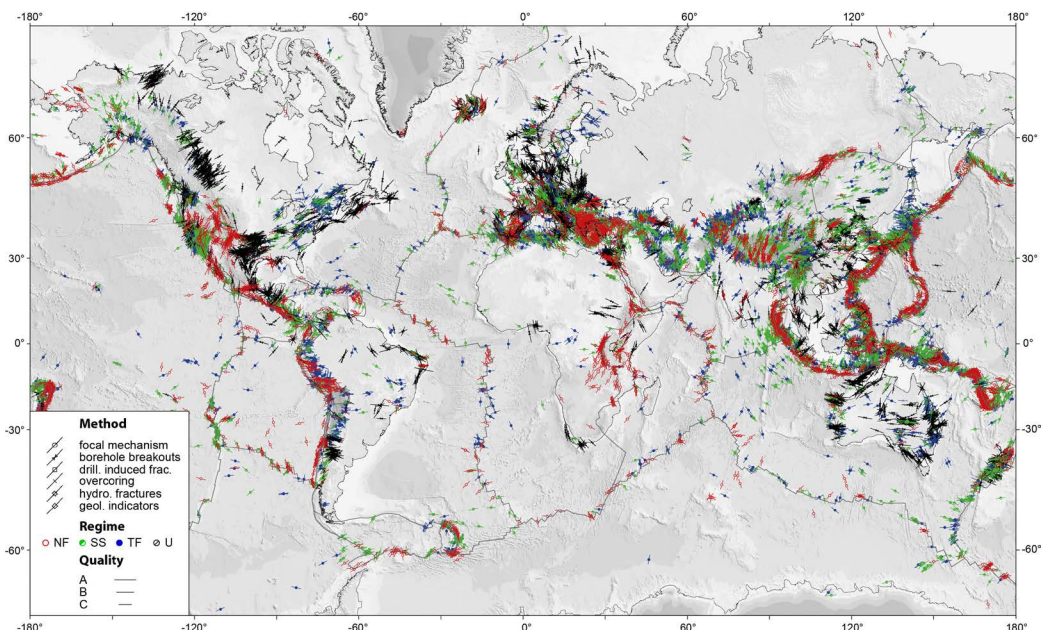 -180° -120° -60° 0° 60° 120° 180°
60° 60°
30° 30°
0° 0°
-30° -30°
-60° -60°
Method
focal mechanism
borehole breakouts
drill. induced frac.
overcoring
hydro. fractures
geol. indicators
Regime
NF SS TF U
Quality
A
B
C
-180° -120° -60° 0° 60° 120° 180°